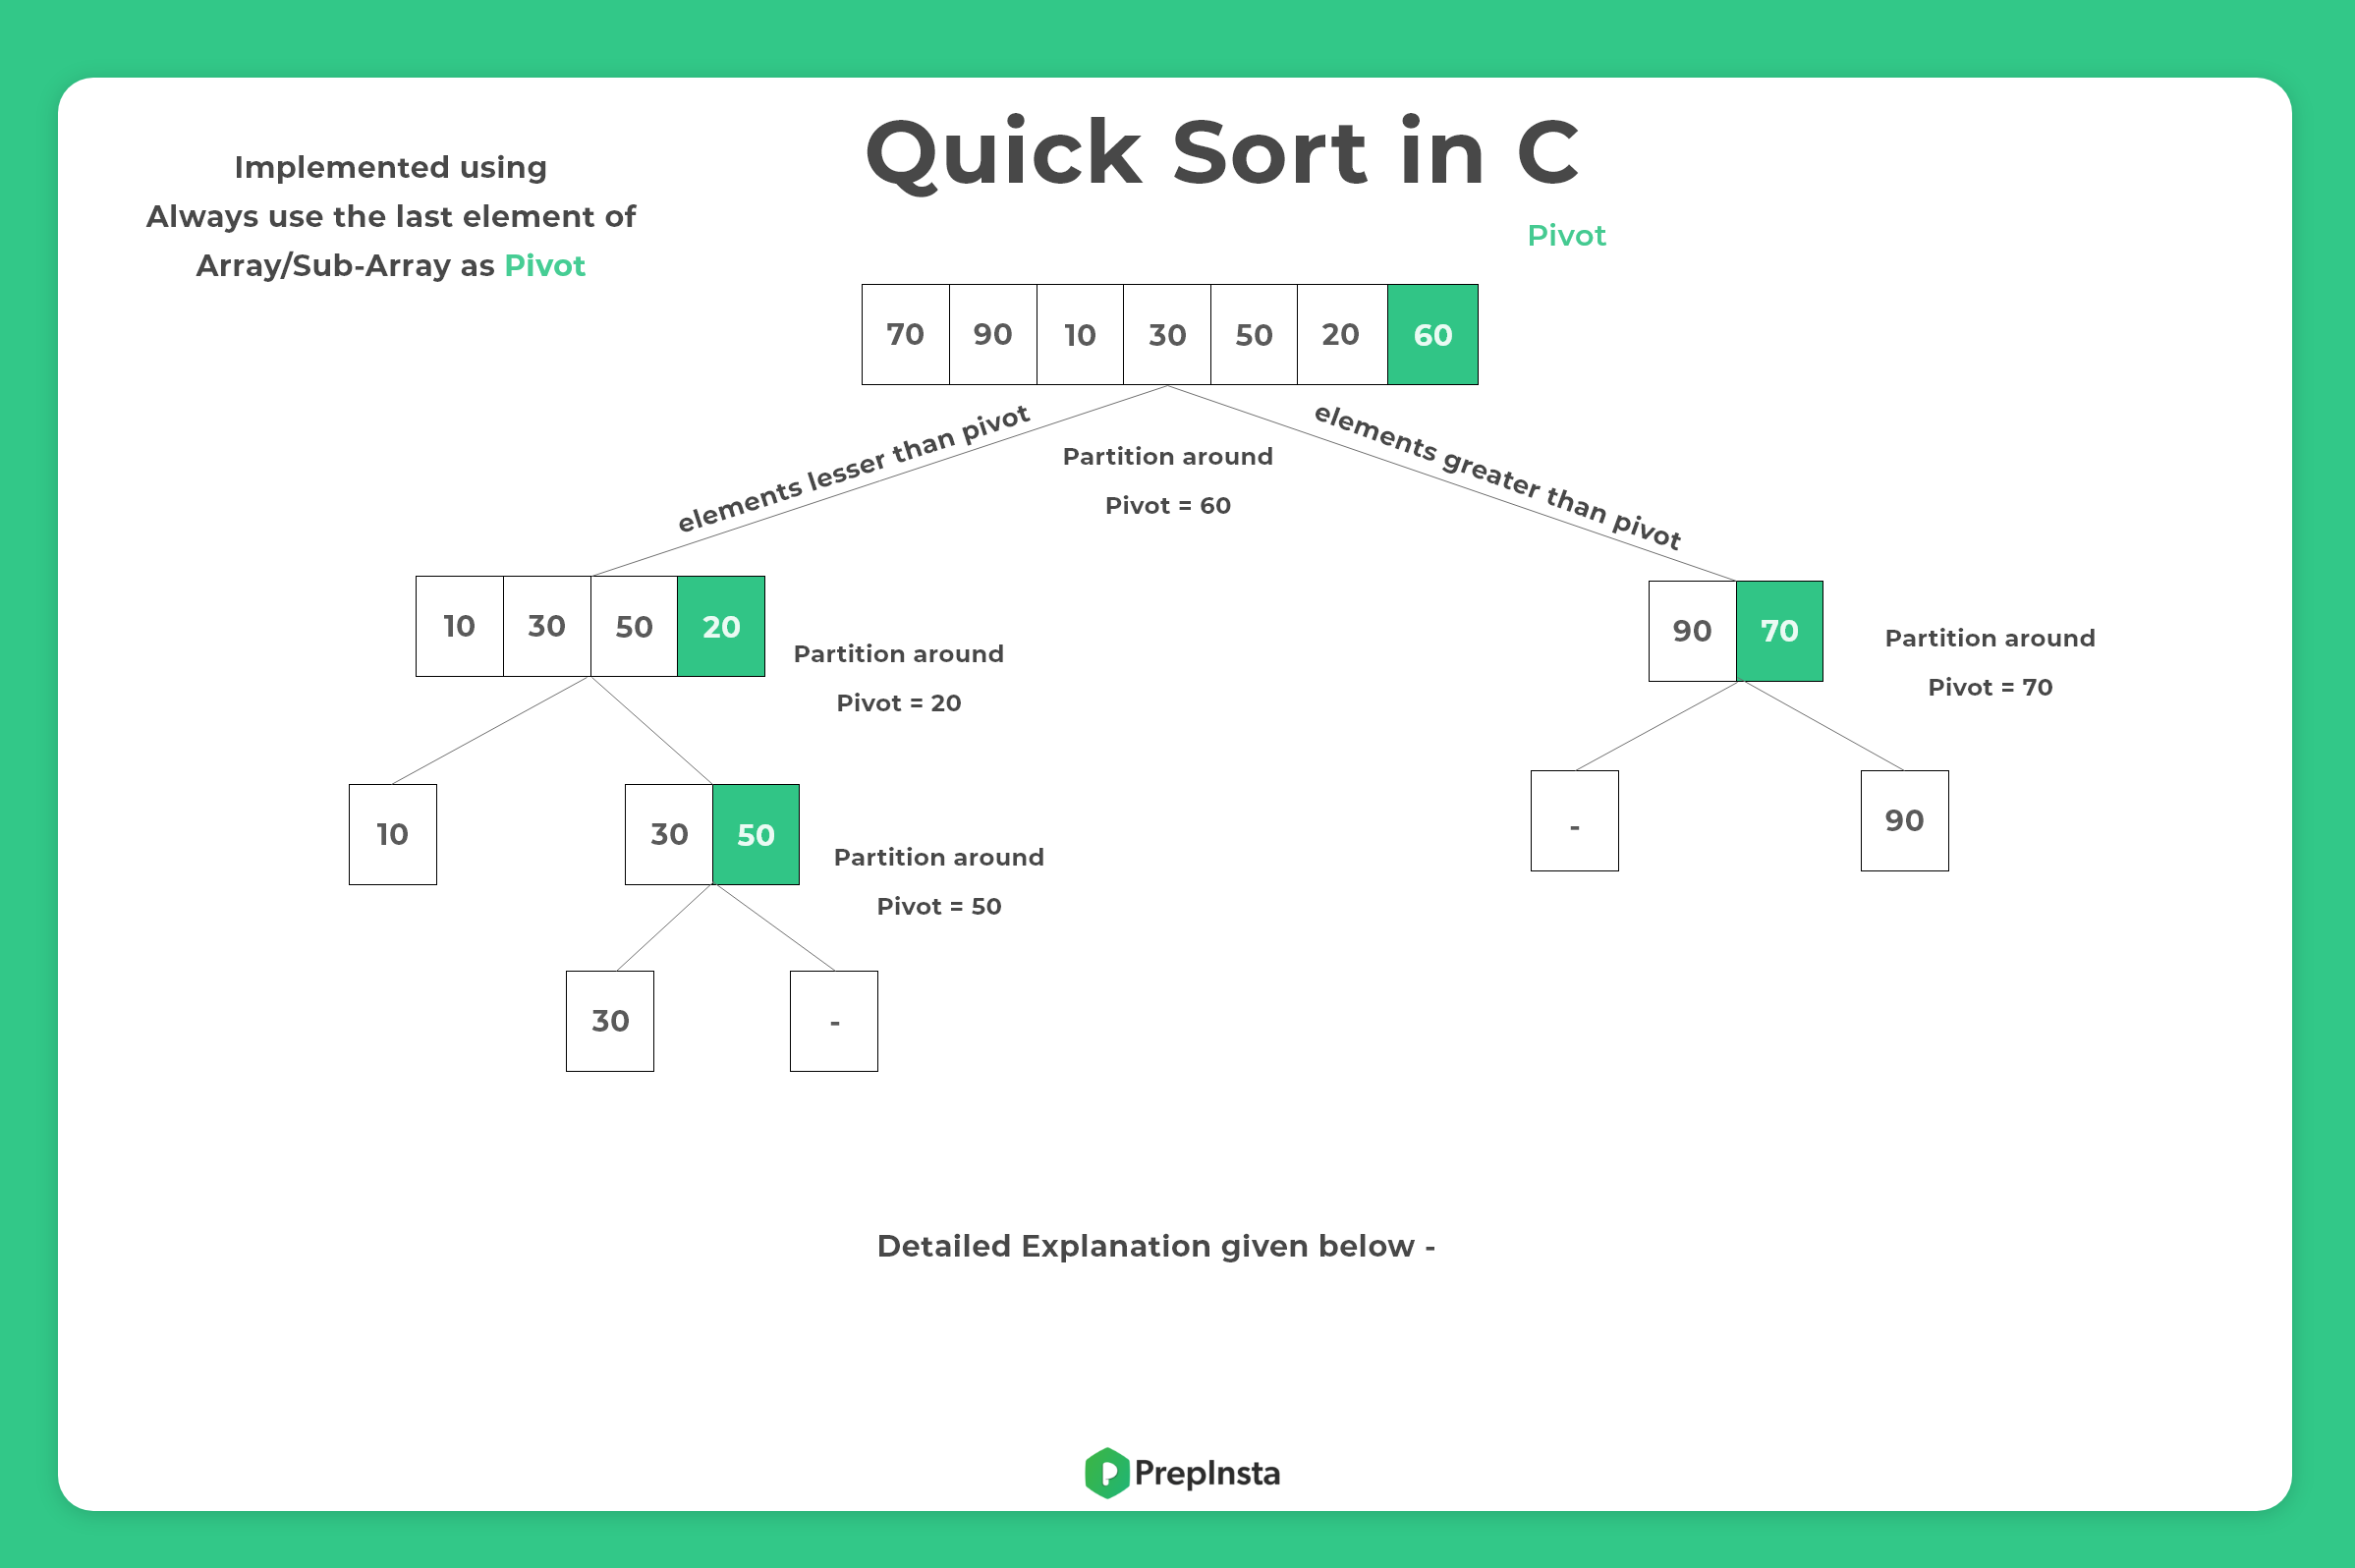 Quick Sort in C
Implemented using
Always use the last element of
Array/Sub-Array as Pivot
Pivot
70 90 10 30 50 20 60
elements lesser than pivot
elements greater than pivot
Partition around
Pivot = 60
10 30 50 20
Partition around
Pivot = 20
90 70
Partition around
Pivot = 70
10
30 50
Partition around
Pivot = 50
-
90
30
-
Detailed Explanation given below -
PrepInsta